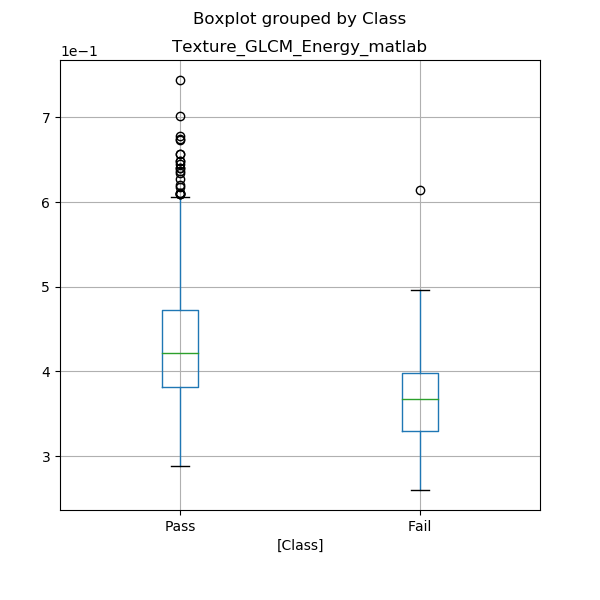 Boxplot grouped by Class
Texture_GLCM_Energy_matlab
1e−1
7
6
5
4
3
Pass Fail
[Class]